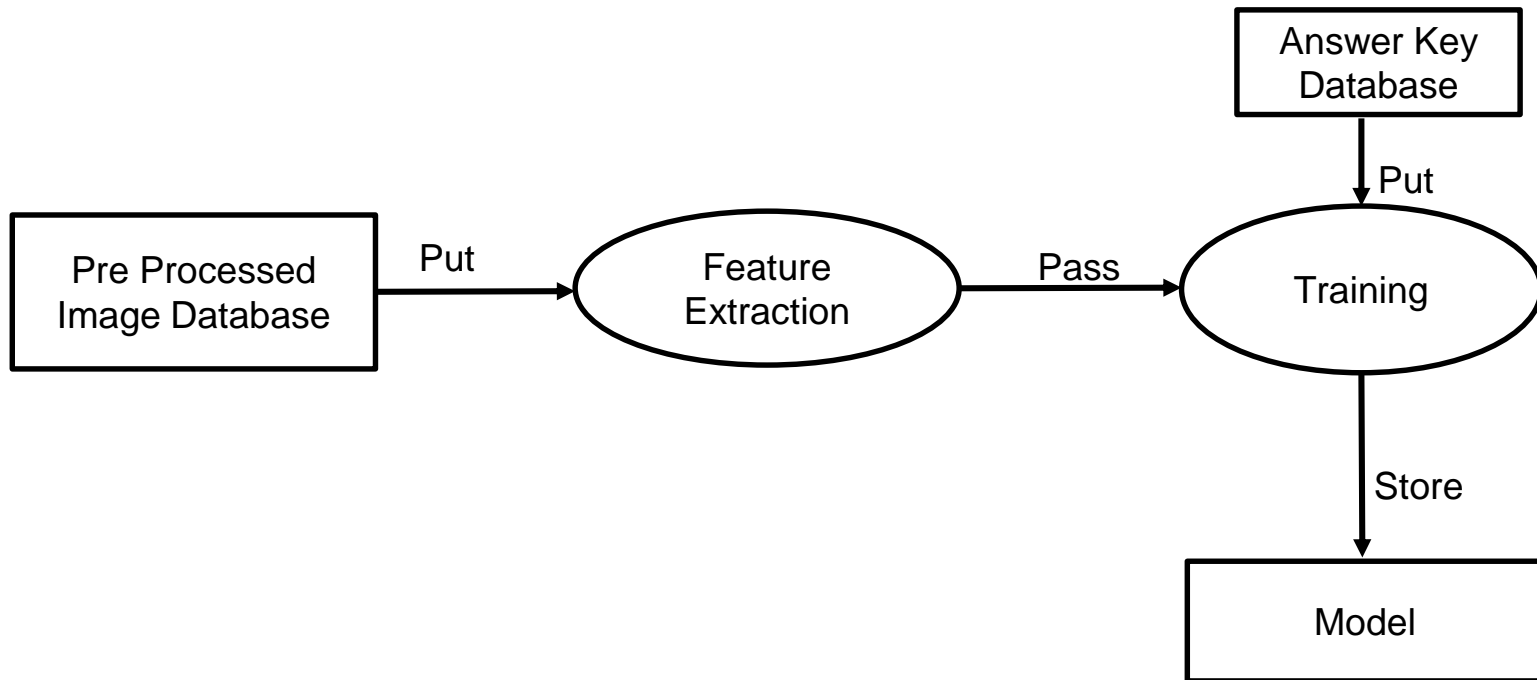 Answer Key
Database
Put
Pre Processed
Image Database
Put
Feature
Extraction
Pass
Training
Store
Model